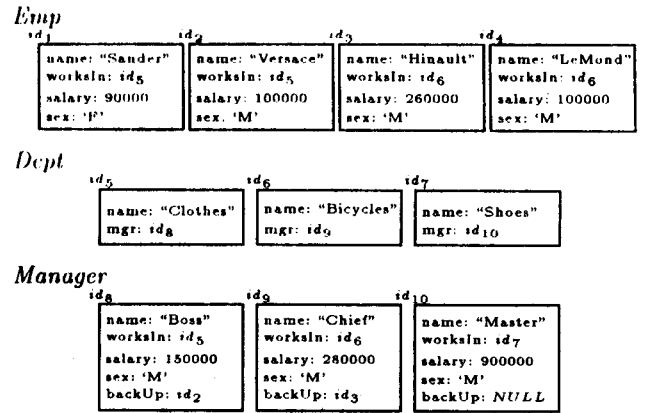 Emp
id1 id2 id3 id4
name: "Sander" name: "Versace" name: "Hinault" name: "LeMond"
worksIn: id5 worksIn: id5 worksIn: id6 worksIn: id6
salary: 90000 salary: 100000 salary: 260000 salary: 100000
sex: 'F' sex: 'M' sex: 'M' sex: 'M'
Dept
id5 id6 id7
name: "Clothes" name: "Bicycles" name: "Shoes"
mgr: id8 mgr: id9 mgr: id10
Manager
id8 id9 id10
name: "Boss" name: "Chief" name: "Master"
worksIn: id5 worksIn: id6 worksIn: id7
salary: 150000 salary: 280000 salary: 900000
sex: 'M' sex: 'M' sex: 'M'
backUp: id2 backUp: id3 backUp: NULL